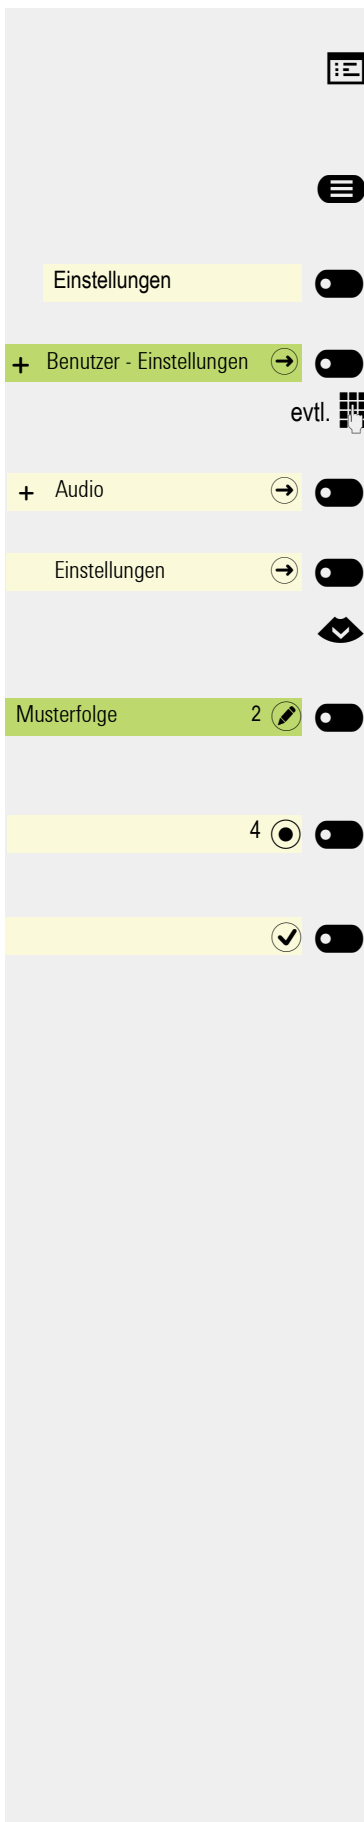 Einstellungen
+ Benutzer - Einstellungen
evtl.
+ Audio
Einstellungen
Musterfolge 2
4